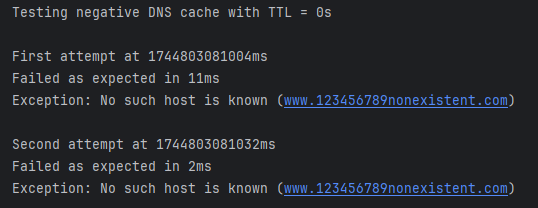 Testing negative DNS cache with TTL = 0s
First attempt at 1744803081004ms
Failed as expected in 11ms
Exception: No such host is known (www.123456789nonexistent.com)
Second attempt at 1744803081032ms
Failed as expected in 2ms
Exception: No such host is known (www.123456789nonexistent.com)